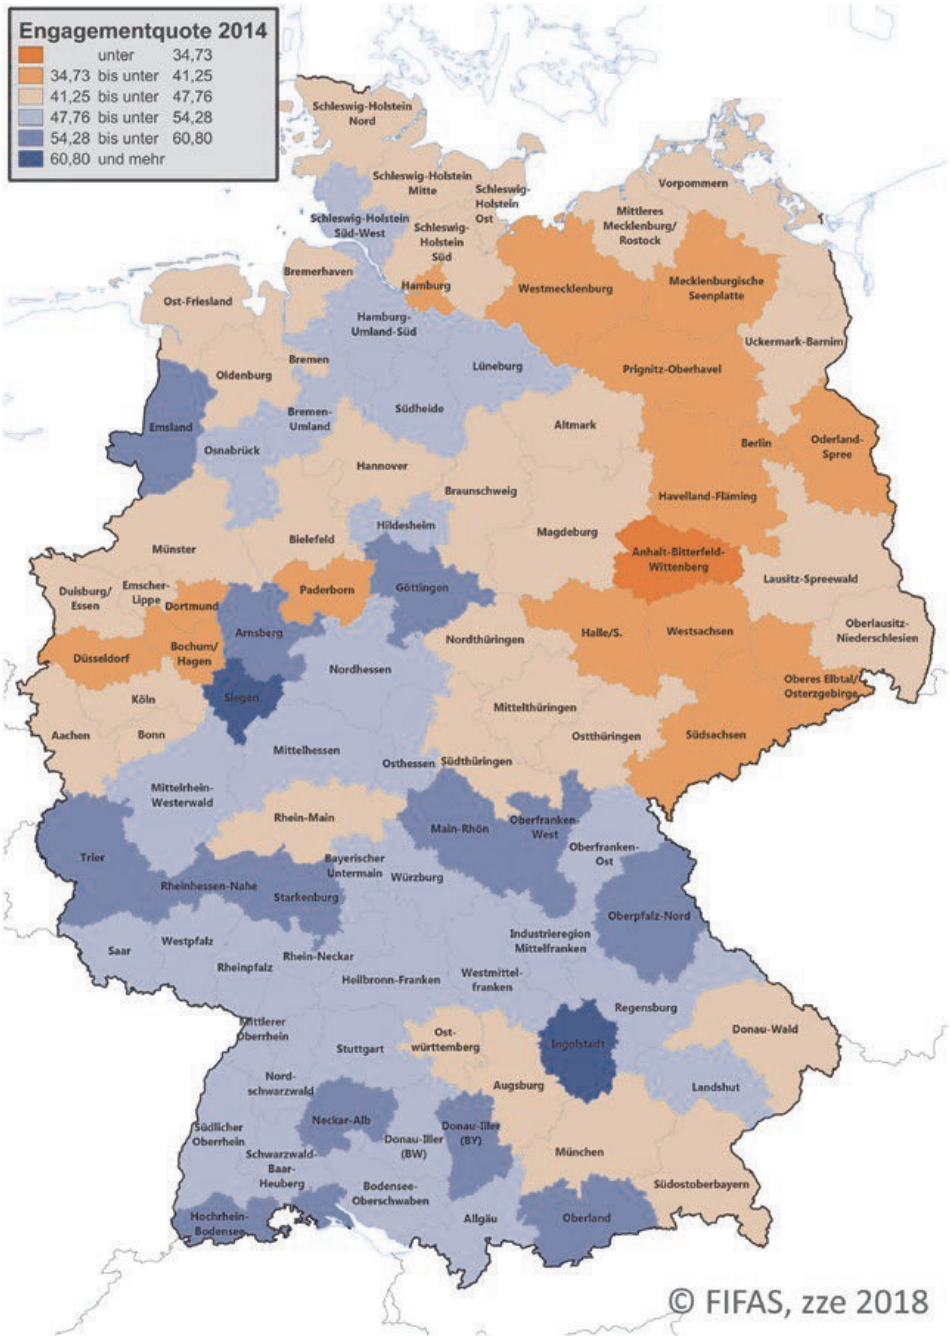 Engagementquote 2014
unter 34,73
34,73 bis unter 41,25
41,25 bis unter 47,76
47,76 bis unter 54,28
54,28 bis unter 60,80
60,80 und mehr
Schleswig-Holstein
Nord
Schleswig-Holstein
Mitte
Schleswig-
Holstein
Ost
Schleswig-Holstein
Süd-West
Schleswig-
Holstein
Süd
Vorpommern
Mittleres
Mecklenburg/
Rostock
Bremerhaven
Hamburg
Westmecklenburg
Mecklenburgische
Seenplatte
Ost-Friesland
Hamburg-
Umland-Süd
Uckermark-Barnim
Bremen
Lüneburg
Prignitz-Oberhavel
Oldenburg
Emsland
Bremen-
Umland
Südheide
Altmark
Berlin
Oderland-
Spree
Osnabrück
Hannover
Braunschweig
Havelland-Fläming
Hildesheim
Magdeburg
Bielefeld
Münster
Anhalt-Bitterfeld-
Wittenberg
Lausitz-Spreewald
Duisburg/
Essen
Emscher-
Lippe
Dortmund
Paderborn
Göttingen
Oberlausitz-
Niederschlesien
Arnsberg
Nordthüringen
Halle/S.
Westsachsen
Düsseldorf
Bochum/
Hagen
Nordhessen
Oberes Elbtal/
Osterzgebirge
Köln
Siegen
Mittelthüringen
Aachen
Bonn
Ostthüringen
Südsachsen
Mittelhessen
Osthessen
Südthüringen
Mittelrhein-
Westerwald
Rhein-Main
Main-Rhön
Oberfranken-
West
Oberfranken-
Ost
Trier
Bayerischer
Untermain
Würzburg
Rheinhessen-Nahe
Starkenburg
Oberpfalz-Nord
Saar
Westpfalz
Rheinpfalz
Rhein-Neckar
Industrieregion
Mittelfranken
Heilbronn-Franken
Westmittel-
franken
Regensburg
Mittlerer
Oberrhein
Stuttgart
Ost-
württemberg
Ingolstadt
Donau-Wald
Nord-
schwarzwald
Augsburg
Landshut
Südlicher
Oberrhein
Neckar-Alb
Donau-Iller
(BW)
Donau-Iller
(BY)
Schwarzwald-
Baar-
Heuberg
München
Bodensee-
Oberschwaben
Südostoberbayern
Hochrhein-
Bodensee
Allgäu
Oberland
© FIFAS, zze 2018